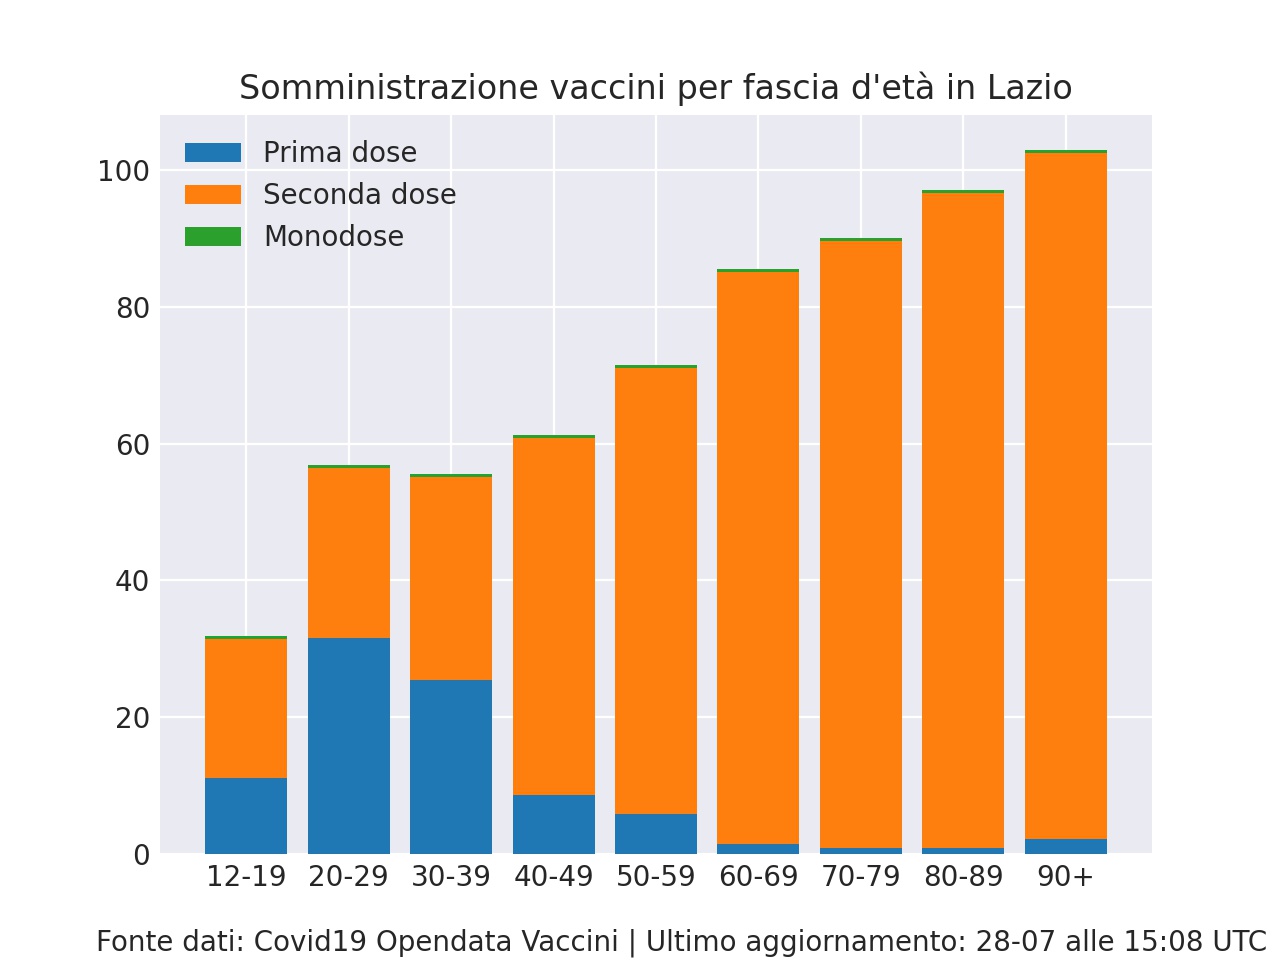 Somministrazione vaccini per fascia d'età in Lazio
Prima dose
Seconda dose
Monodose
100
80
60
40
20
0
12-19 20-29 30-39 40-49 50-59 60-69 70-79 80-89 90+
Fonte dati: Covid19 Opendata Vaccini | Ultimo aggiornamento: 28-07 alle 15:08 UTC